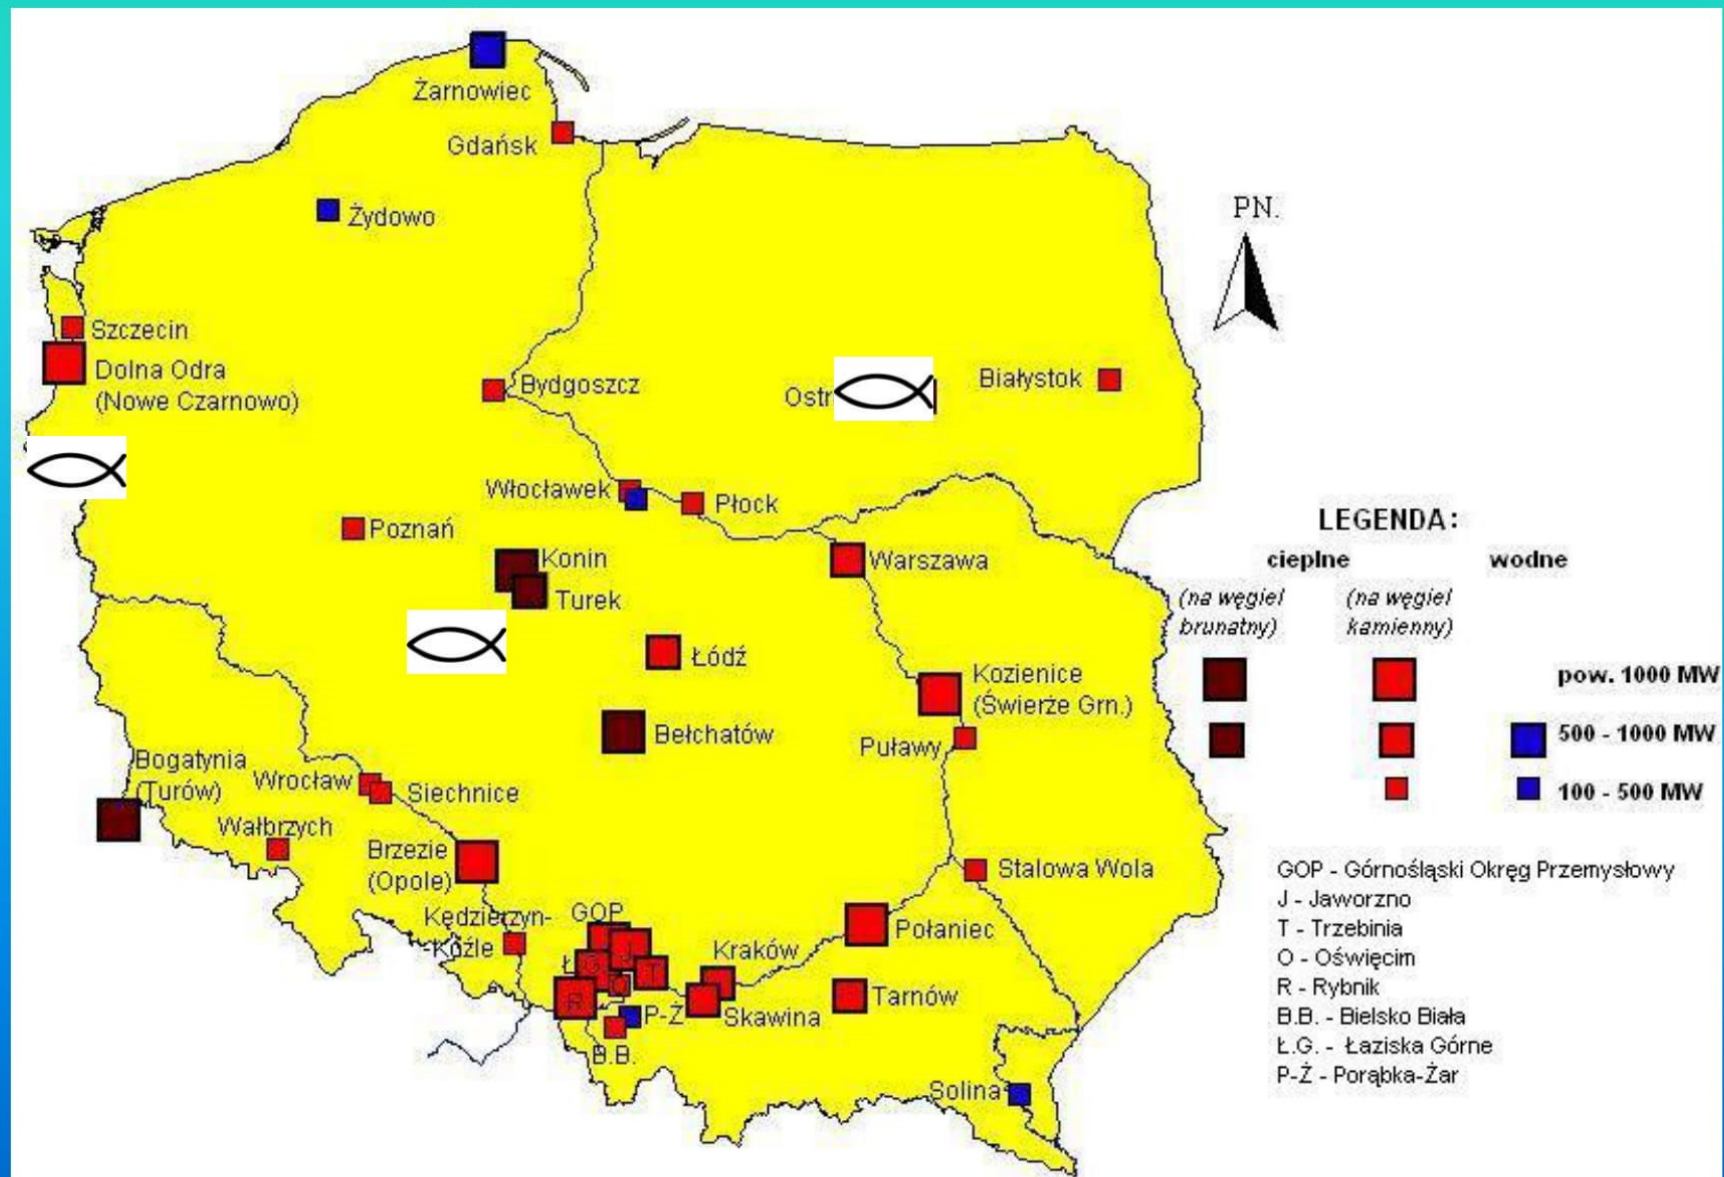 Żarnowiec
Gdańsk
Żydowo
PN.
Szczecin
Dolna Odra
(Nowe Czarnowo)
Bydgoszcz
Ostr
Białystok
Włocławek
Płock
Poznań
Konin
Turek
Warszawa
Łódź
Kozienice
(Świerże Grn.)
Bełchatów
Puławy
Bogatynia
(Turów)
Wrocław
Siechnice
Wałbrzych
Brzezie
(Opole)
Stalowa Wola
Kędzierzyn-
-Koźle
GOP
Połaniec
Kraków
Ł.G.
J
T
O
R
Tarnów
P-Ż
Skawina
B.B.
Solina
LEGENDA:
cieplne wodne
(na węgiel (na węgiel
brunatny) kamienny)
pow. 1000 MW
500 - 1000 MW
100 - 500 MW
GOP - Górnośląski Okręg Przemysłowy
J - Jaworzno
T - Trzebinia
O - Oświęcim
R - Rybnik
B.B. - Bielsko Biała
Ł.G. - Łaziska Górne
P-Ż - Porąbka-Żar